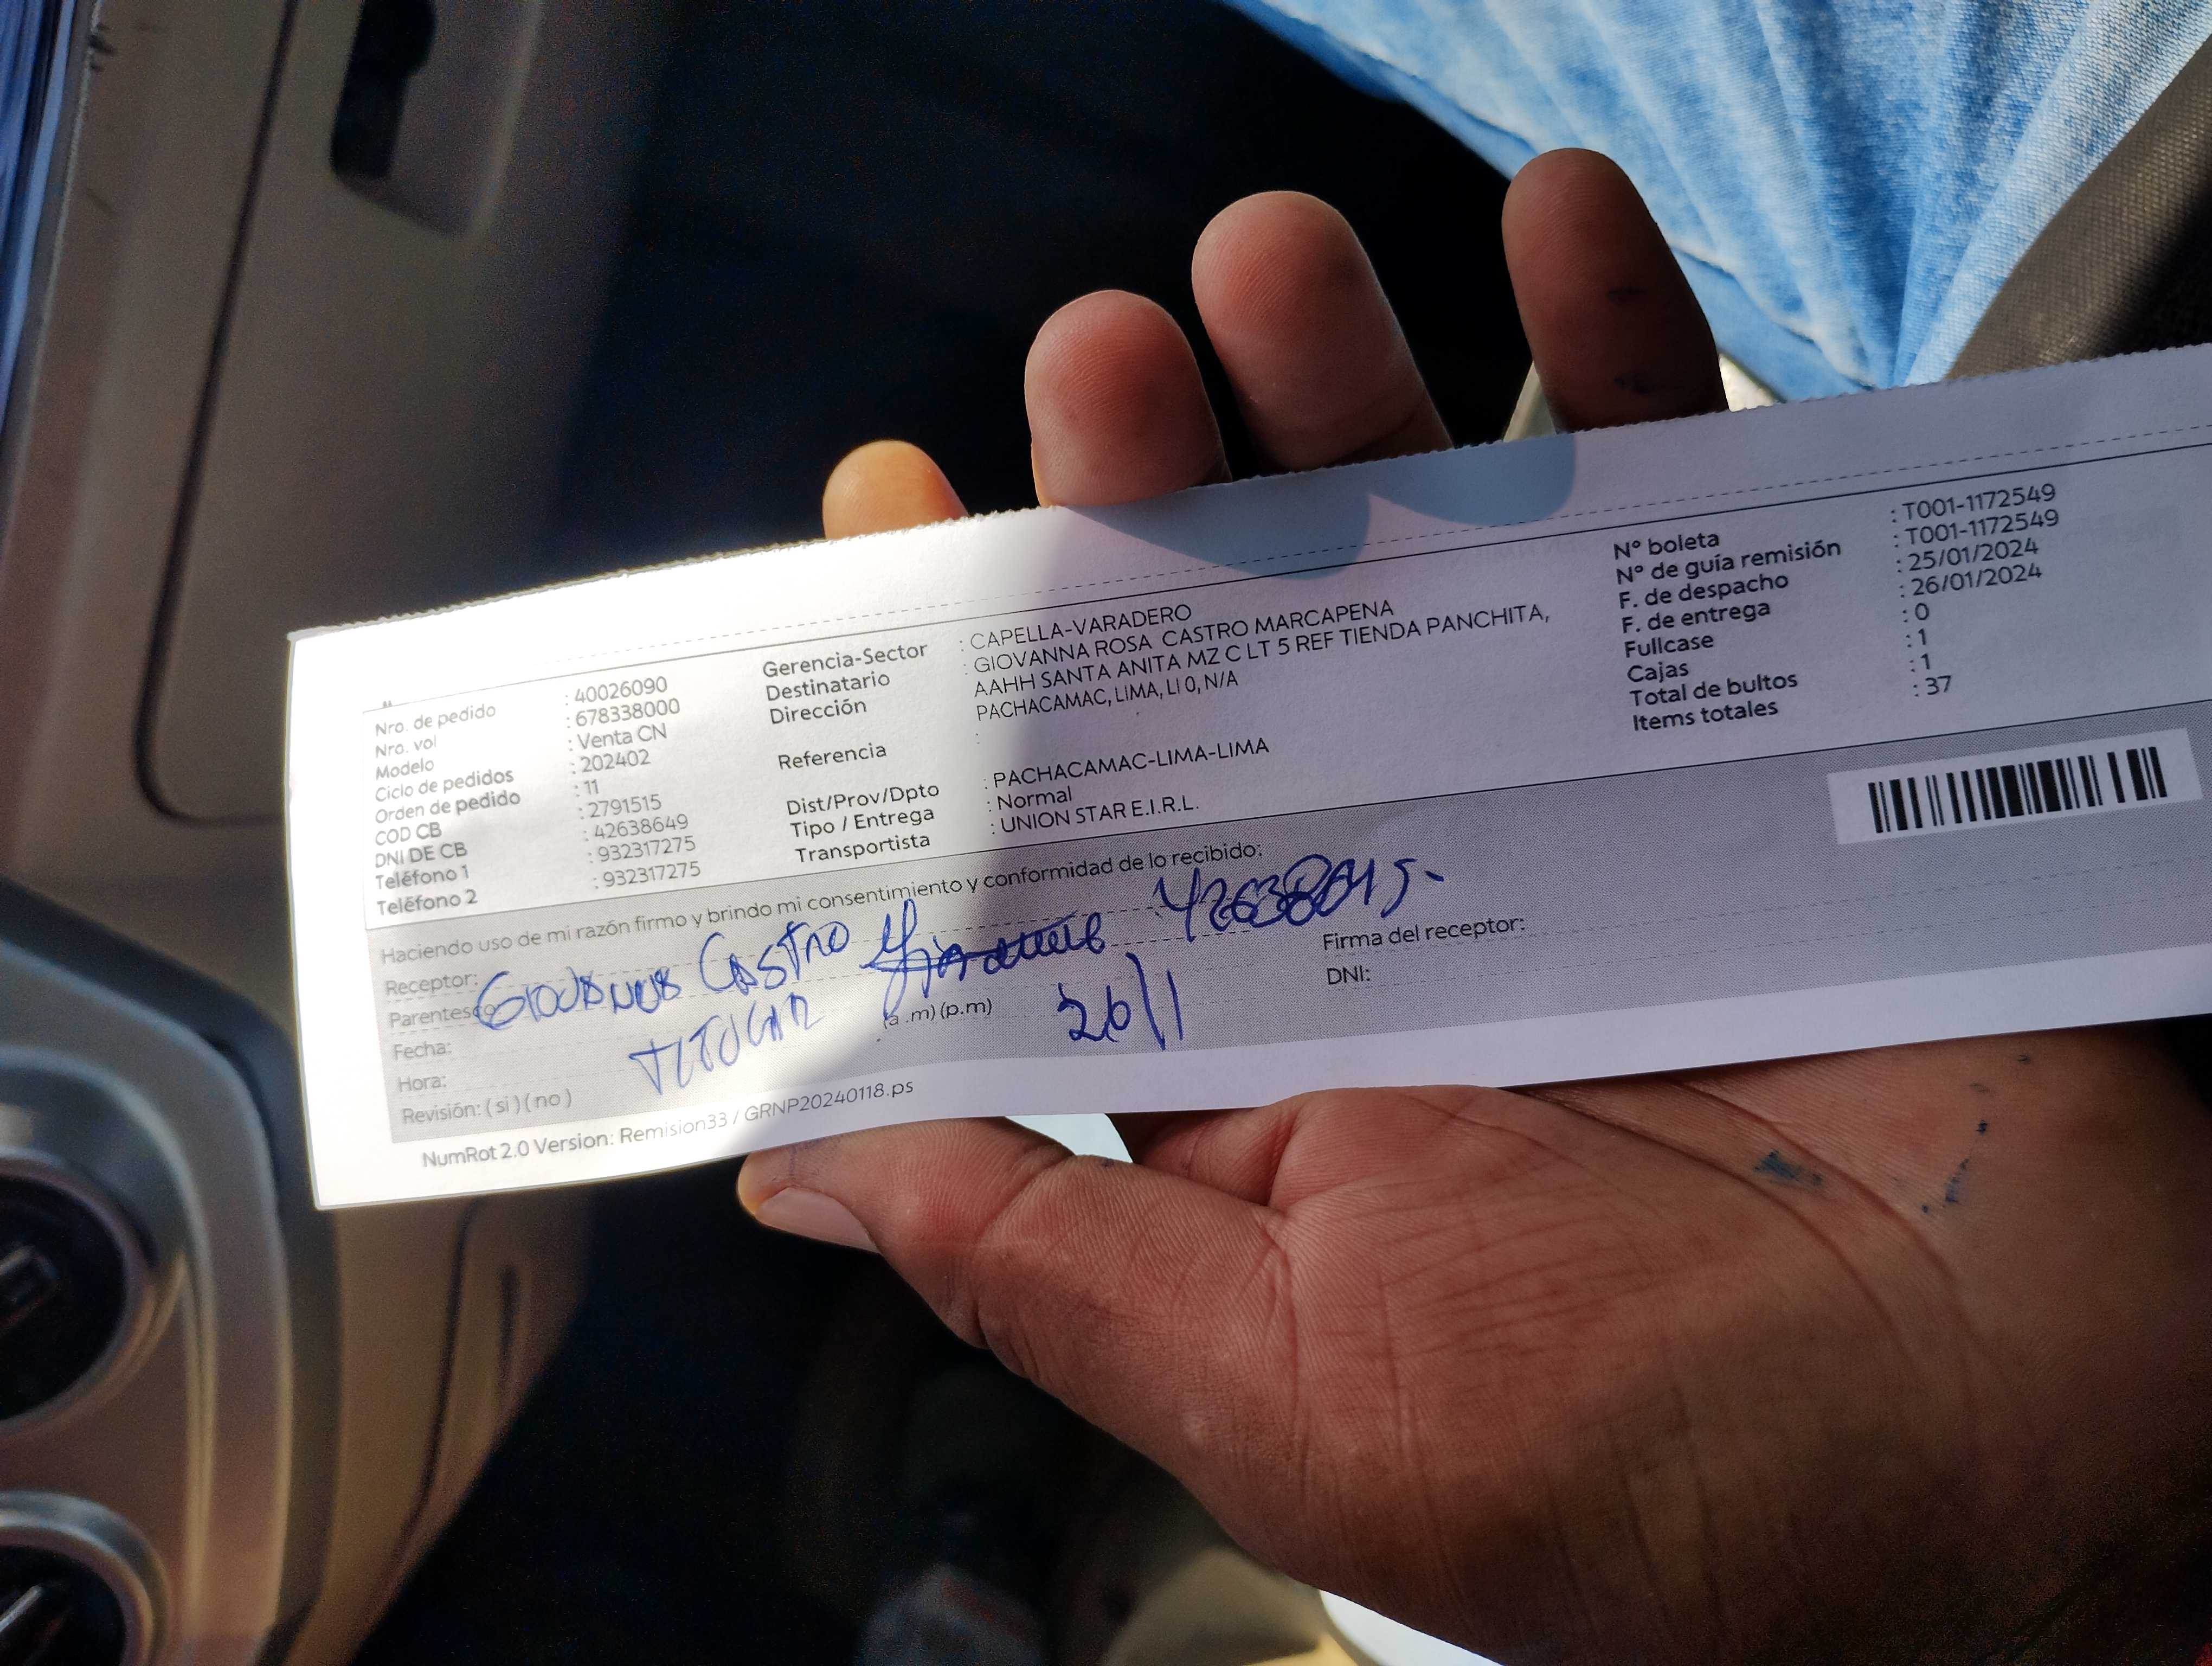 Nro. de pedido : 40026090
Nro. vol : 678338000
Modelo : Venta CN
Ciclo de pedidos : 202402
Orden de pedido : 11
COD CB : 2791515
DNI DE CB : 42638649
Teléfono 1 : 932317275
Teléfono 2 : 932317275
Gerencia-Sector : CAPELLA-VARADERO
Destinatario : GIOVANNA ROSA CASTRO MARCAPENA
Dirección AAHH SANTA ANITA MZ C LT 5 REF TIENDA PANCHITA,
PACHACAMAC, LIMA, LI 0, N/A
Referencia :
Dist/Prov/Dpto : PACHACAMAC-LIMA-LIMA
Tipo / Entrega : Normal
Transportista : UNION STAR E.I.R.L.
N° boleta : T001-1172549
N° de guía remisión : T001-1172549
F. de despacho : 25/01/2024
F. de entrega : 26/01/2024
Fullcase : 0
Cajas : 1
Total de bultos : 1
Items totales : 37
Haciendo uso de mi razón firmo y brindo mi consentimiento y conformidad de lo recibido:
Receptor: Castro
Parentesco:
Fecha: 26/1
Hora: (a .m) (p.m)
Revisión: ( si ) ( no )
Firma del receptor:
DNI:
NumRot 2.0 Version: Remision33 / GRNP20240118.ps